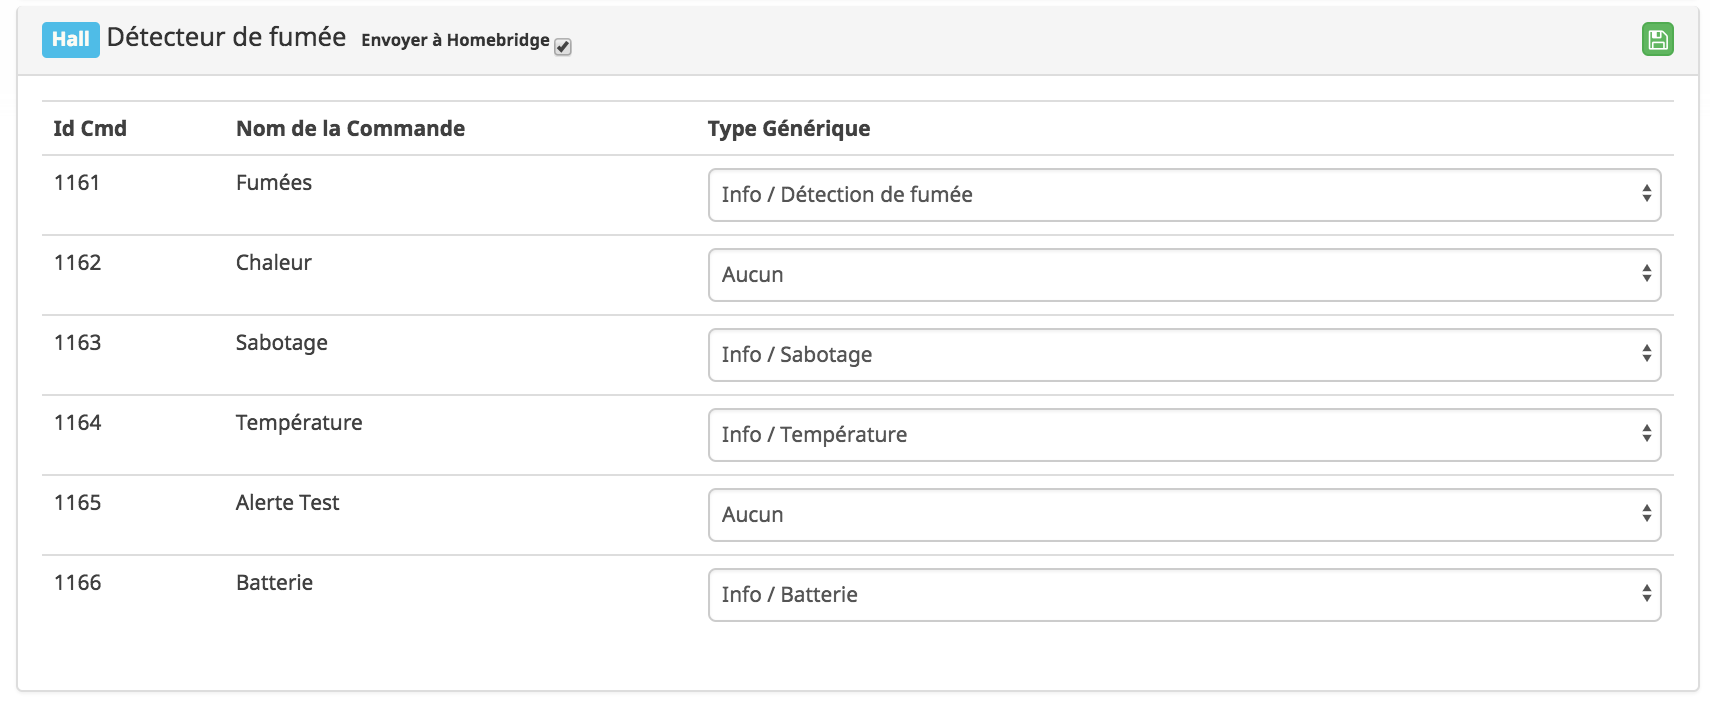 Hall Détecteur de fumée Envoyer à Homebridge
Id Cmd Nom de la Commande Type Générique
1161 Fumées Info / Détection de fumée
1162 Chaleur Aucun
1163 Sabotage Info / Sabotage
1164 Température Info / Température
1165 Alerte Test Aucun
1166 Batterie Info / Batterie